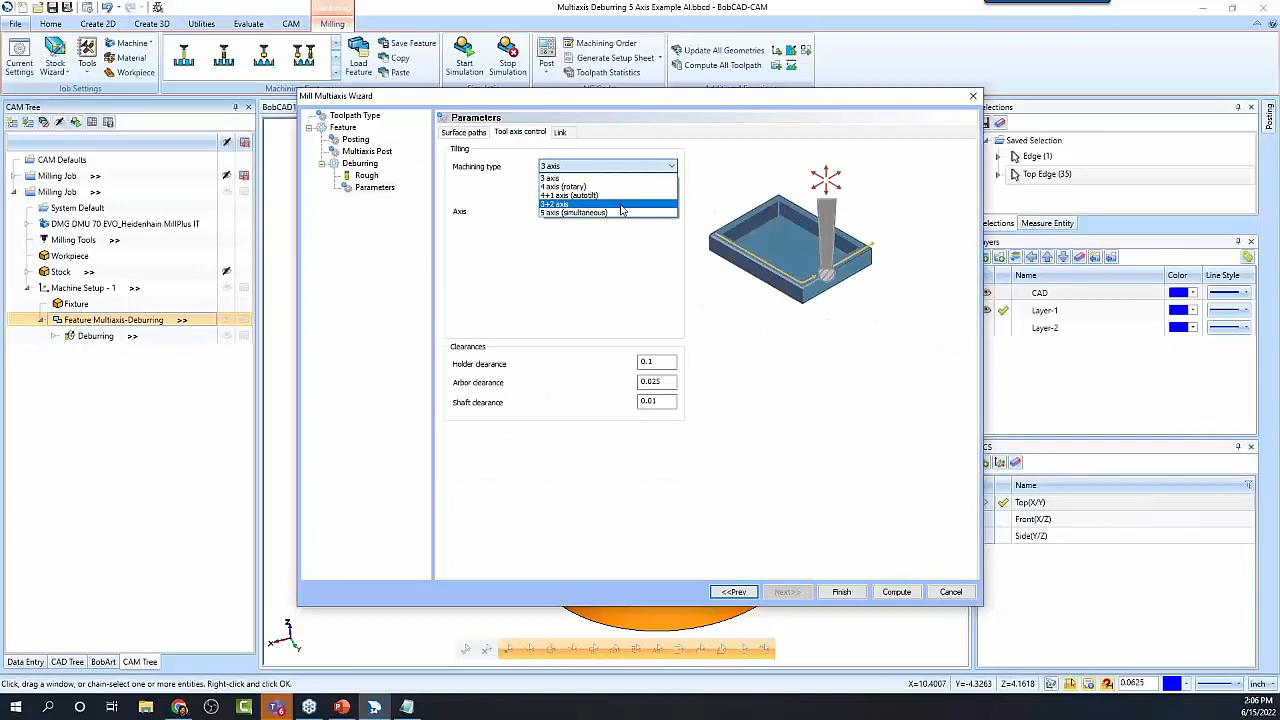 Multiaxis Deburring 5 Axis Example AI.bbcd - BobCAD-CAM
Machining
File Home Create 2D Create 3D Utilities Evaluate CAM Milling
Current Settings
Stock Wizard
Tools
Machine
Material
Workpiece
Load Feature
Save Feature
Copy
Paste
Start Simulation
Stop Simulation
Post
Machining Order
Generate Setup Sheet
Toolpath Statistics
Update All Geometries
Compute All Toolpath
Job Settings
CAM Tree
CAM Defaults
Milling Job
Milling Job
System Default
DMG DMU 70 EVO_Heidenhain MillPlus IT
Milling Tools >>
Workpiece
Stock >>
Machine Setup - 1 >>
Fixture
Feature Multiaxis-Deburring >>
Deburring >>
Data Entry CAD Tree BobArt CAM Tree
BobCAD1
Mill Multiaxis Wizard
Toolpath Type
Feature
Posting
Multiaxis Post
Deburring
Rough
Parameters
Parameters
Surface paths Tool axis control Link
Tilting
Machining type 3 axis
3 axis
4 axis (rotary)
4+1 axis (autotilt)
3+2 axis
5 axis (simultaneous)
Axis
Clearances
Holder clearance 0.1
Arbor clearance 0.025
Shaft clearance 0.01
<<Prev Next>> Finish Compute Cancel
Z
X
Y
elections
Saved Selection
Edge (1)
Top Edge (35)
elections Measure Entity
Posting
ayers
Name Color Line Style
CAD
Layer-1
Layer-2
CS
Name
Top(X/Y)
Front(X/Z)
Side(Y/Z)
Click, drag a window, or chain-select one or more entities. Right-click and click OK.
X=10.4007 Y=-4.3263 Z=4.1618
0.0625
inch
2:06 PM
6/15/2022